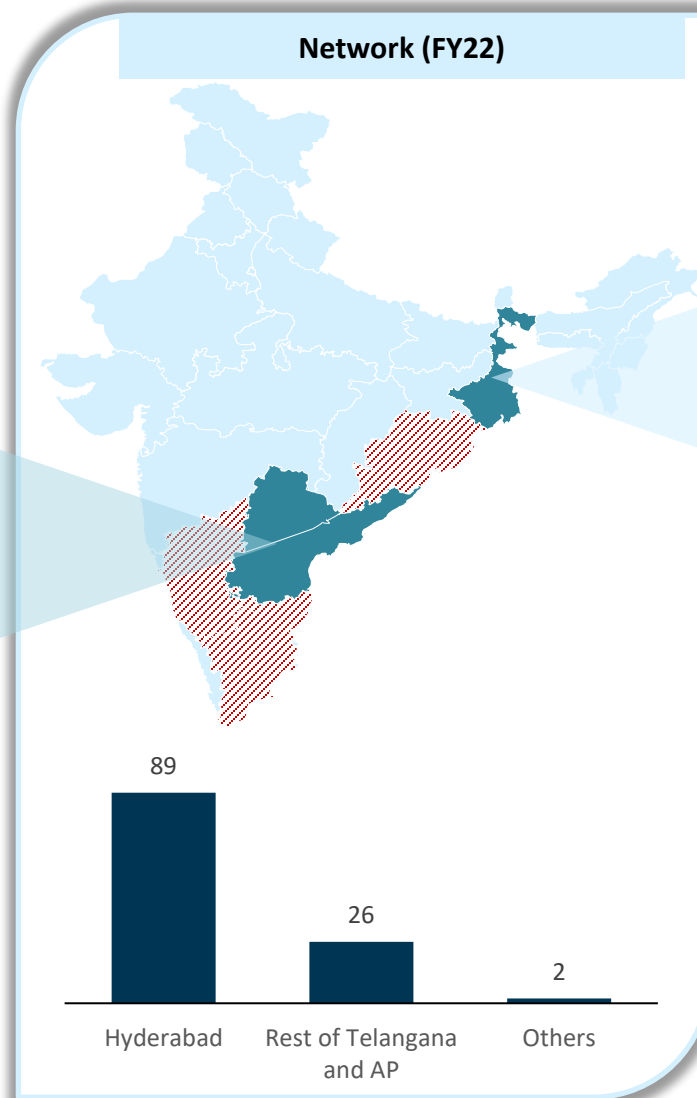 Network (FY22)
89
26
2
Hyderabad
Rest of Telangana
and AP
Others